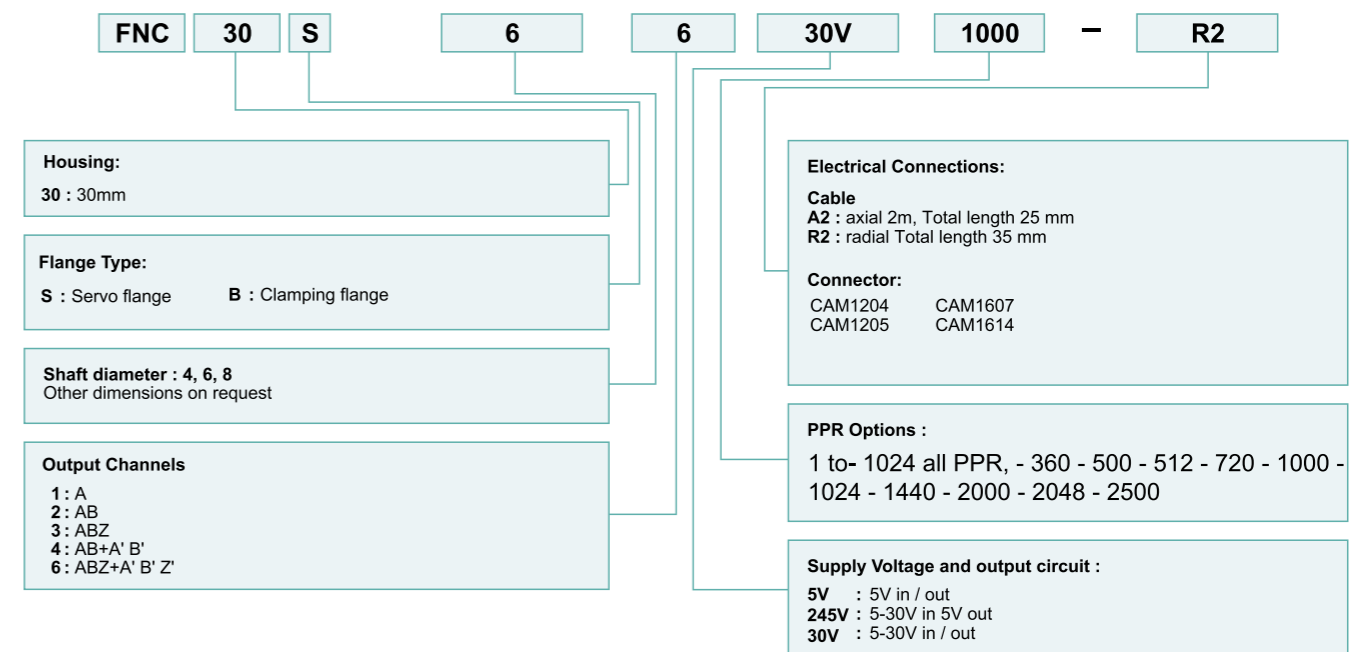 FNC 30 S 6 6 30V 1000 - R2
Housing:
30 : 30mm
Flange Type:
S : Servo flange B : Clamping flange
Shaft diameter : 4, 6, 8
Other dimensions on request
Output Channels
1 : A
2 : AB
3 : ABZ
4 : AB+A' B'
6 : ABZ+A' B' Z'
Electrical Connections:
Cable
A2 : axial 2m, Total length 25 mm
R2 : radial Total length 35 mm
Connector:
CAM1204 CAM1607
CAM1205 CAM1614
PPR Options :
1 to- 1024 all PPR, - 360 - 500 - 512 - 720 - 1000 -
1024 - 1440 - 2000 - 2048 - 2500
Supply Voltage and output circuit :
5V : 5V in / out
245V : 5-30V in 5V out
30V : 5-30V in / out